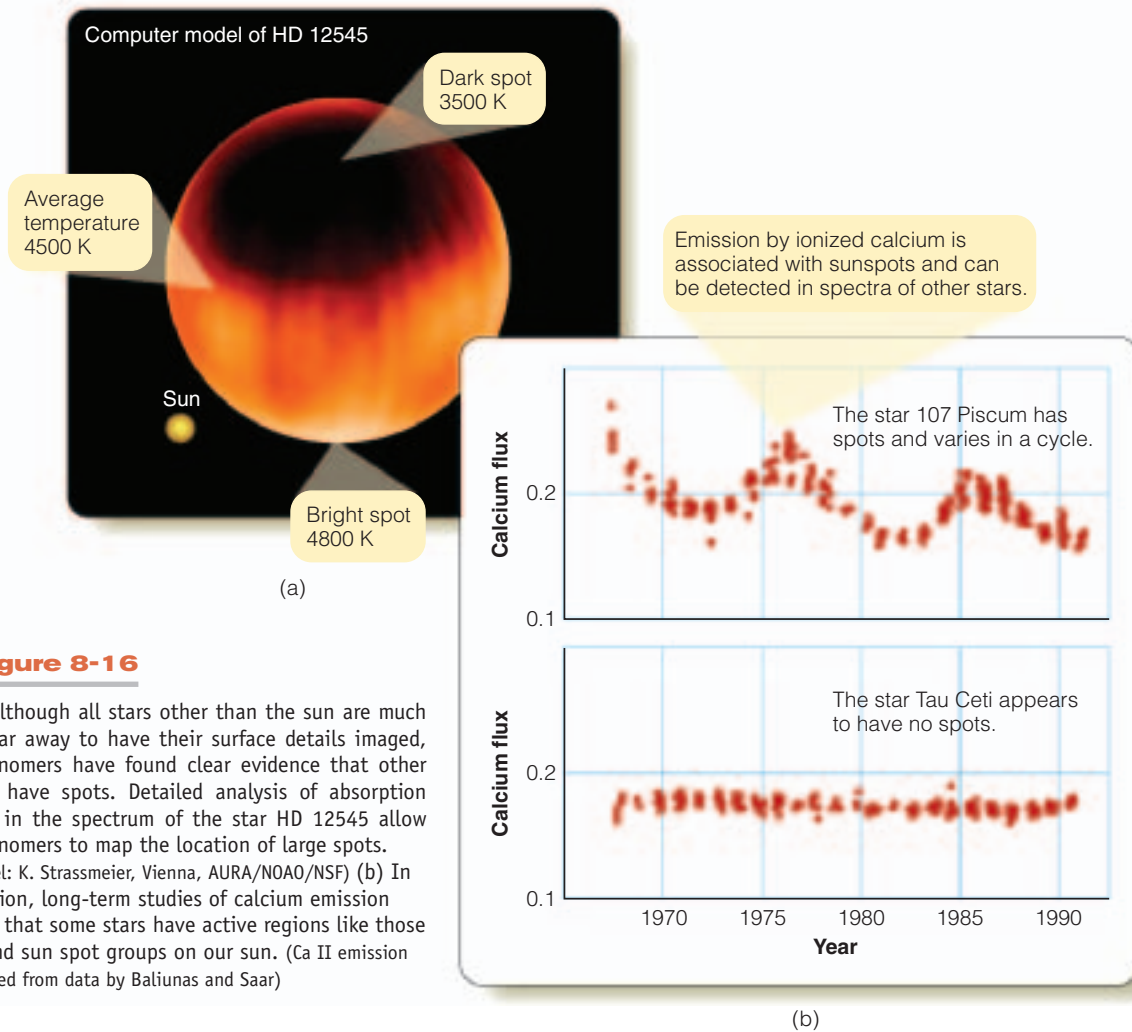 Computer model of HD 12545
Dark spot
3500 K
Average
temperature
4500 K
Sun
Bright spot
4800 K
(a)
Emission by ionized calcium is
associated with sunspots and can
be detected in spectra of other stars.
The star 107 Piscum has
spots and varies in a cycle.
Calcium flux
0.2
0.1
The star Tau Ceti appears
to have no spots.
Calcium flux
0.2
0.1
1970 1975 1980 1985 1990
Year
(b)
gure 8-16
lthough all stars other than the sun are much
ar away to have their surface details imaged,
nomers have found clear evidence that other
have spots. Detailed analysis of absorption
in the spectrum of the star HD 12545 allow
nomers to map the location of large spots.
el: K. Strassmeier, Vienna, AURA/NOAO/NSF) (b) In
ion, long-term studies of calcium emission
that some stars have active regions like those
nd sun spot groups on our sun. (Ca II emission
ed from data by Baliunas and Saar)